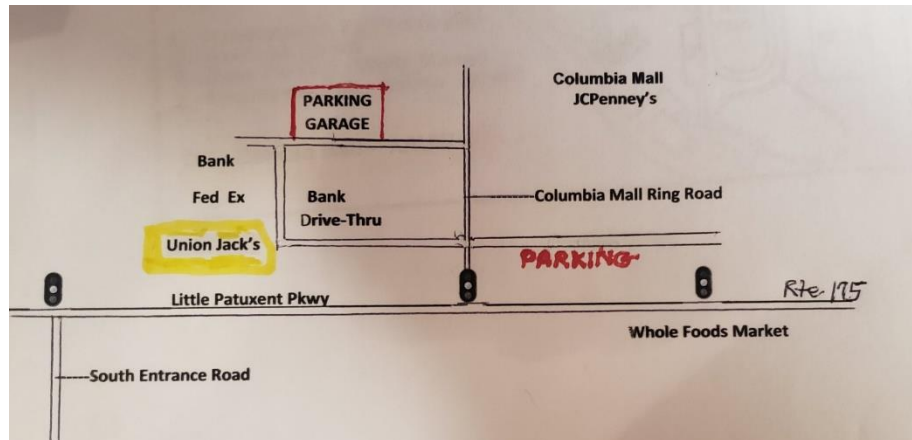 Columbia Mall
JCPenney's
PARKING
GARAGE
Bank
Fed Ex
Bank
Drive-Thru
Columbia Mall Ring Road
Union Jack's
PARKING
Little Patuxent Pkwy
Rte. 175
Whole Foods Market
South Entrance Road